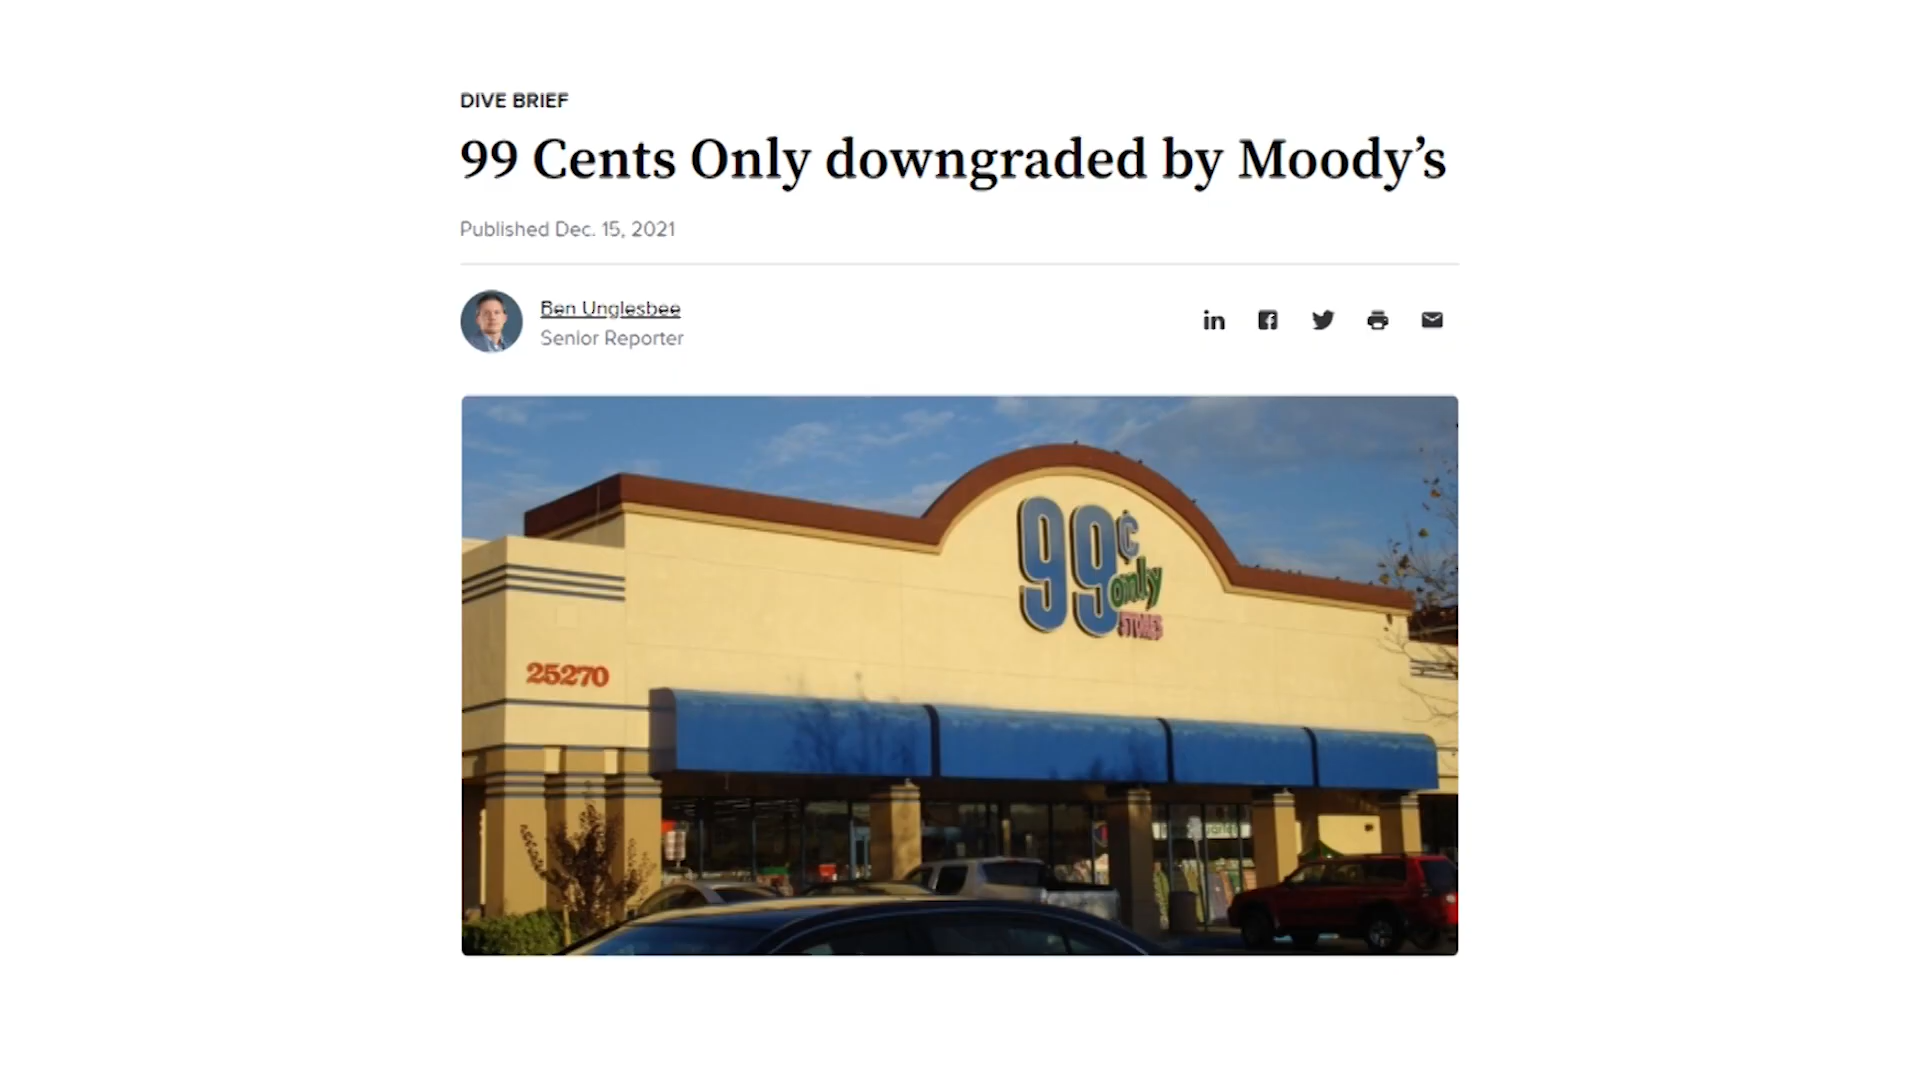 DIVE BRIEF
99 Cents Only downgraded by Moody’s
Published Dec. 15, 2021
Ben Unglesbee
Senior Reporter
99¢
only
STORES
25270